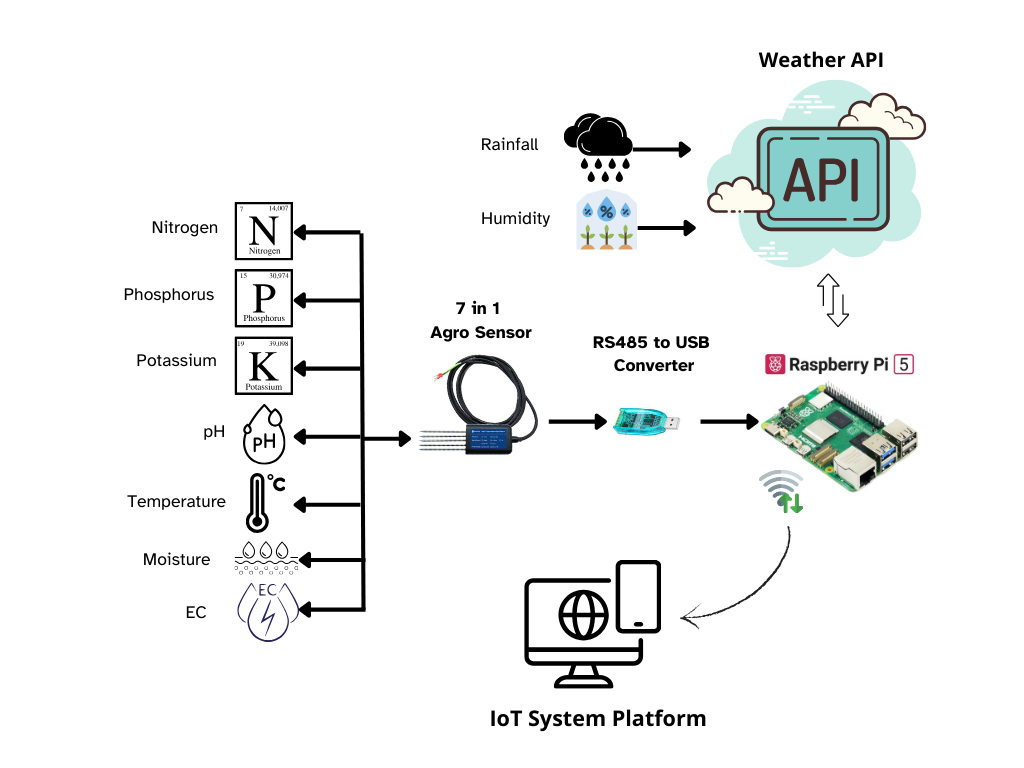 Weather API
Rainfall
API
Humidity
Nitrogen
7 14,007
N
Nitrogen
Phosphorus
15 30,974
P
Phosphorus
Potassium
19 39,098
K
Potassium
pH
pH
Temperature
°C
Moisture
EC
EC
7 in 1
Agro Sensor
RS485 to USB
Converter
Raspberry Pi 5
IoT System Platform